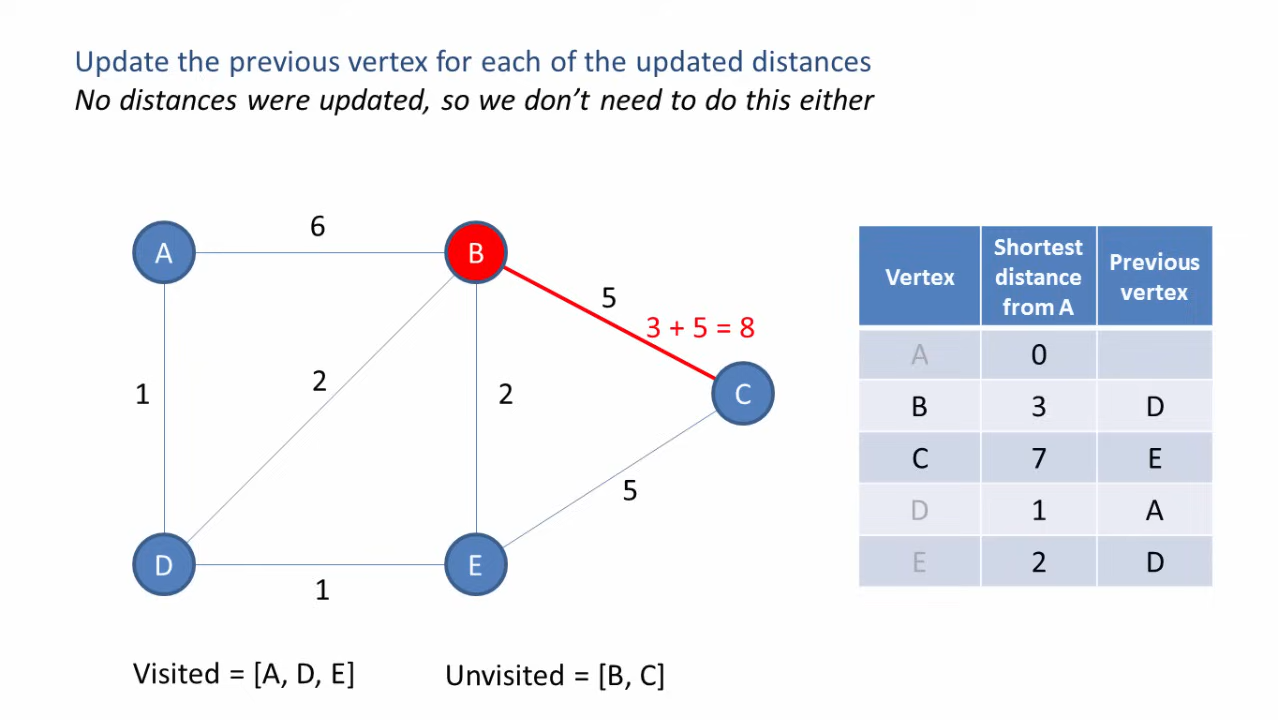 Update the previous vertex for each of the updated distances
No distances were updated, so we don’t need to do this either
6
A
B
5
3 + 5 = 8
1
2
2
C
5
D
E
1
Vertex
Shortest distance from A
Previous vertex
A 0
B 3 D
C 7 E
D 1 A
E 2 D
Visited = [A, D, E]
Unvisited = [B, C]